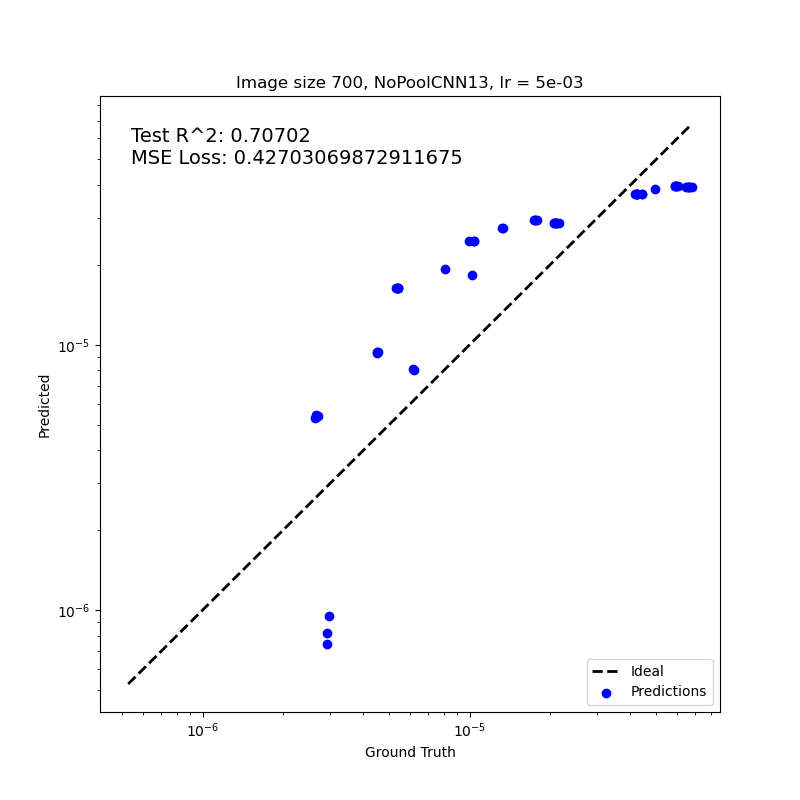 Image size 700, NoPoolCNN13, lr = 5e-03
Test R^2: 0.70702
MSE Loss: 0.42703069872911675
Predicted
10⁻⁵
10⁻⁶
Ideal
Predictions
10⁻⁶
10⁻⁵
Ground Truth